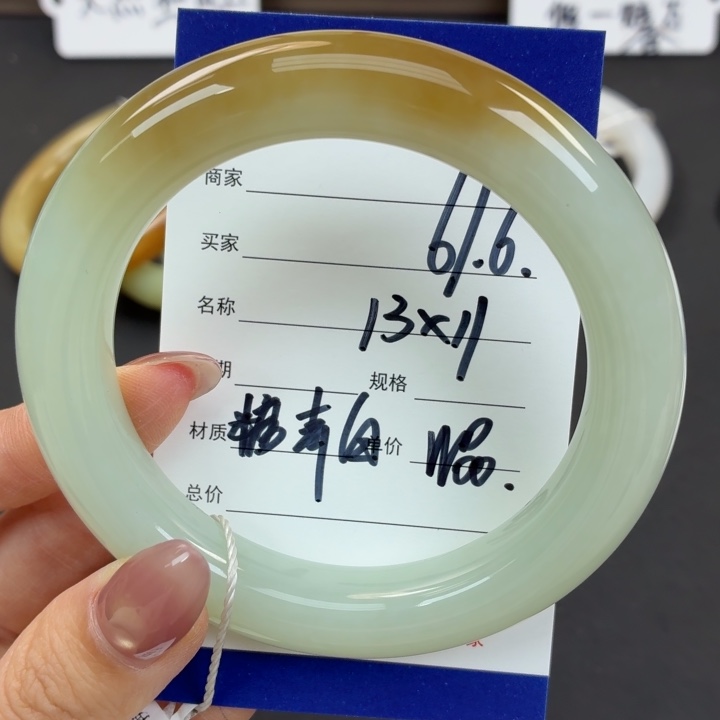 商家
买家 61.6.
名称 13×11
期 规格
材质 糖青白 单价
总价